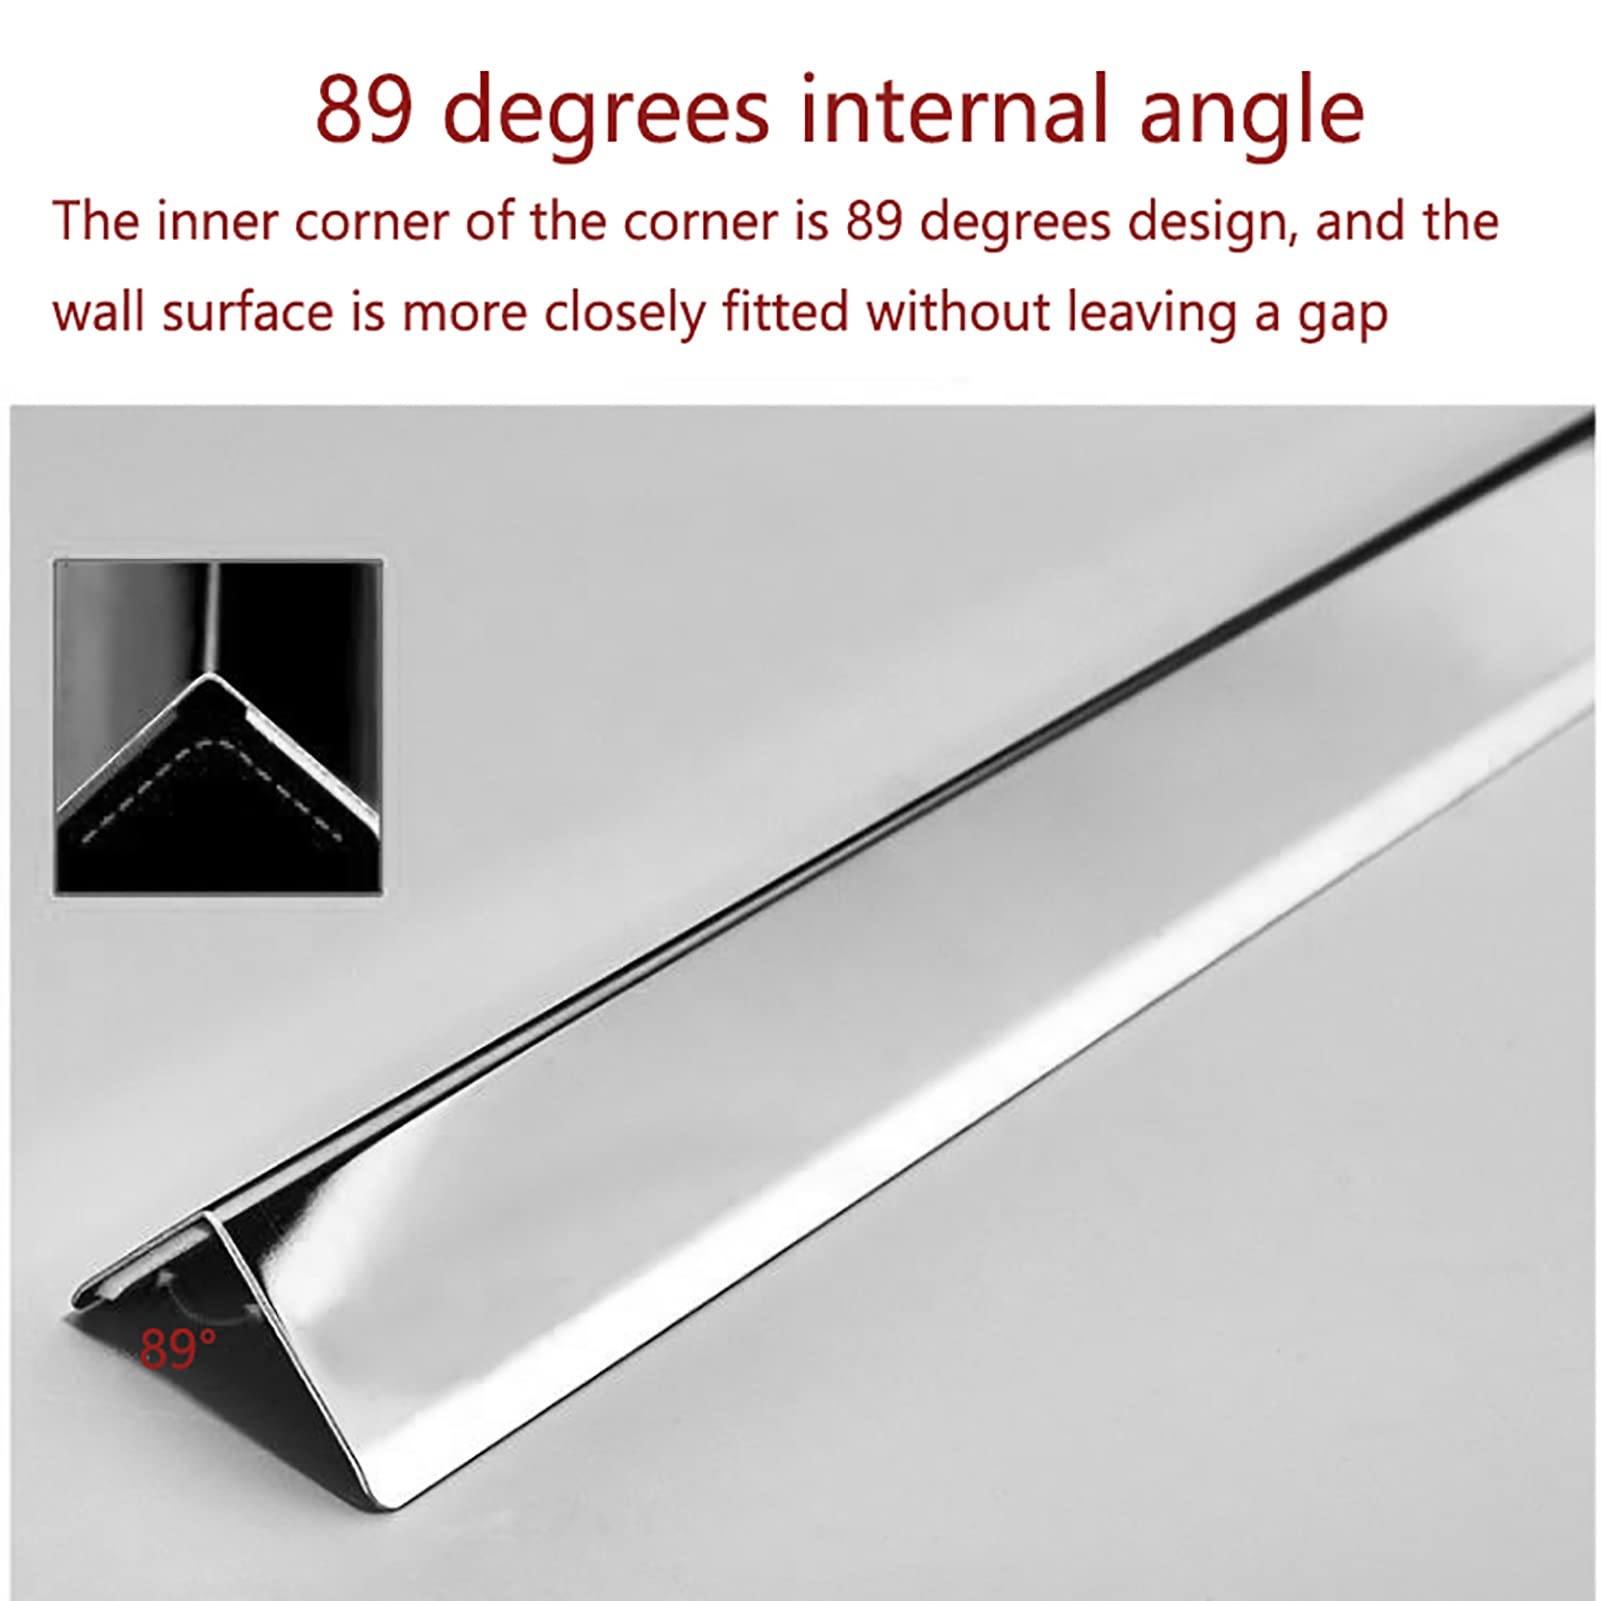 89 degrees internal angle
The inner corner of the corner is 89 degrees design, and the
wall surface is more closely fitted without leaving a gap
89°